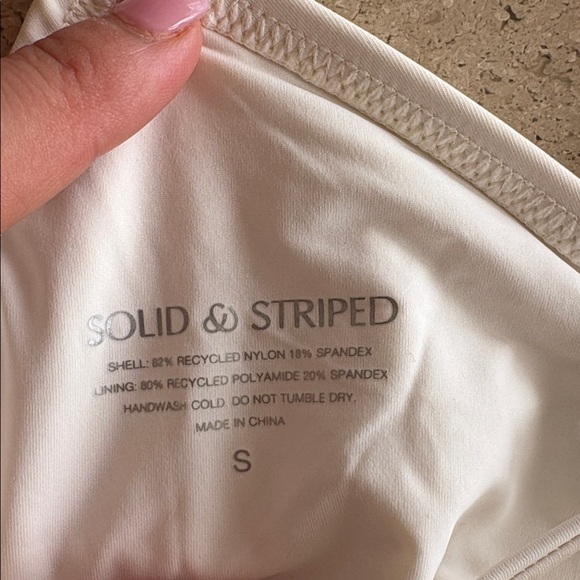 SOLID & STRIPED
SHELL: 82% RECYCLED NYLON 18% SPANDEX
LINING: 80% RECYCLED POLYAMIDE 20% SPANDEX
HANDWASH COLD. DO NOT TUMBLE DRY.
MADE IN CHINA
S